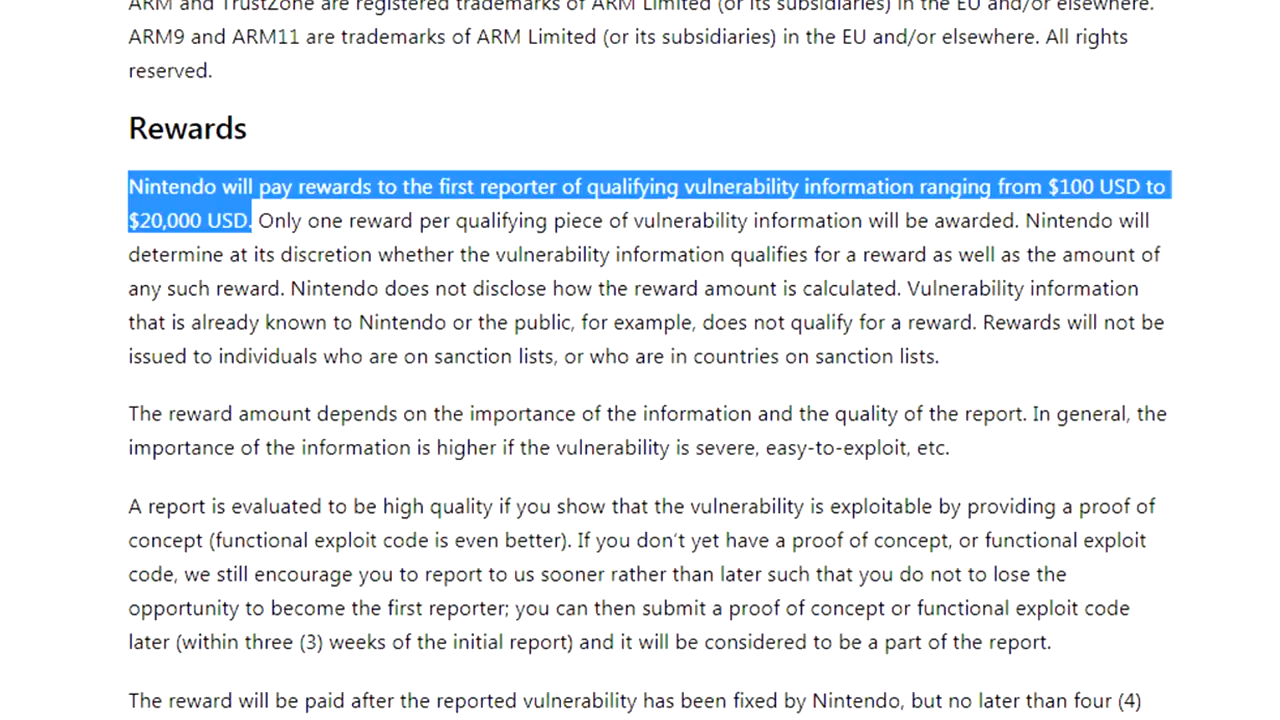 ARM and TrustZone are registered trademarks of ARM Limited (or its subsidiaries) in the EU and/or elsewhere.
ARM9 and ARM11 are trademarks of ARM Limited (or its subsidiaries) in the EU and/or elsewhere. All rights
reserved.
Rewards
Nintendo will pay rewards to the first reporter of qualifying vulnerability information ranging from $100 USD to
$20,000 USD. Only one reward per qualifying piece of vulnerability information will be awarded. Nintendo will
determine at its discretion whether the vulnerability information qualifies for a reward as well as the amount of
any such reward. Nintendo does not disclose how the reward amount is calculated. Vulnerability information
that is already known to Nintendo or the public, for example, does not qualify for a reward. Rewards will not be
issued to individuals who are on sanction lists, or who are in countries on sanction lists.
The reward amount depends on the importance of the information and the quality of the report. In general, the
importance of the information is higher if the vulnerability is severe, easy-to-exploit, etc.
A report is evaluated to be high quality if you show that the vulnerability is exploitable by providing a proof of
concept (functional exploit code is even better). If you don't yet have a proof of concept, or functional exploit
code, we still encourage you to report to us sooner rather than later such that you do not to lose the
opportunity to become the first reporter; you can then submit a proof of concept or functional exploit code
later (within three (3) weeks of the initial report) and it will be considered to be a part of the report.
The reward will be paid after the reported vulnerability has been fixed by Nintendo, but no later than four (4)